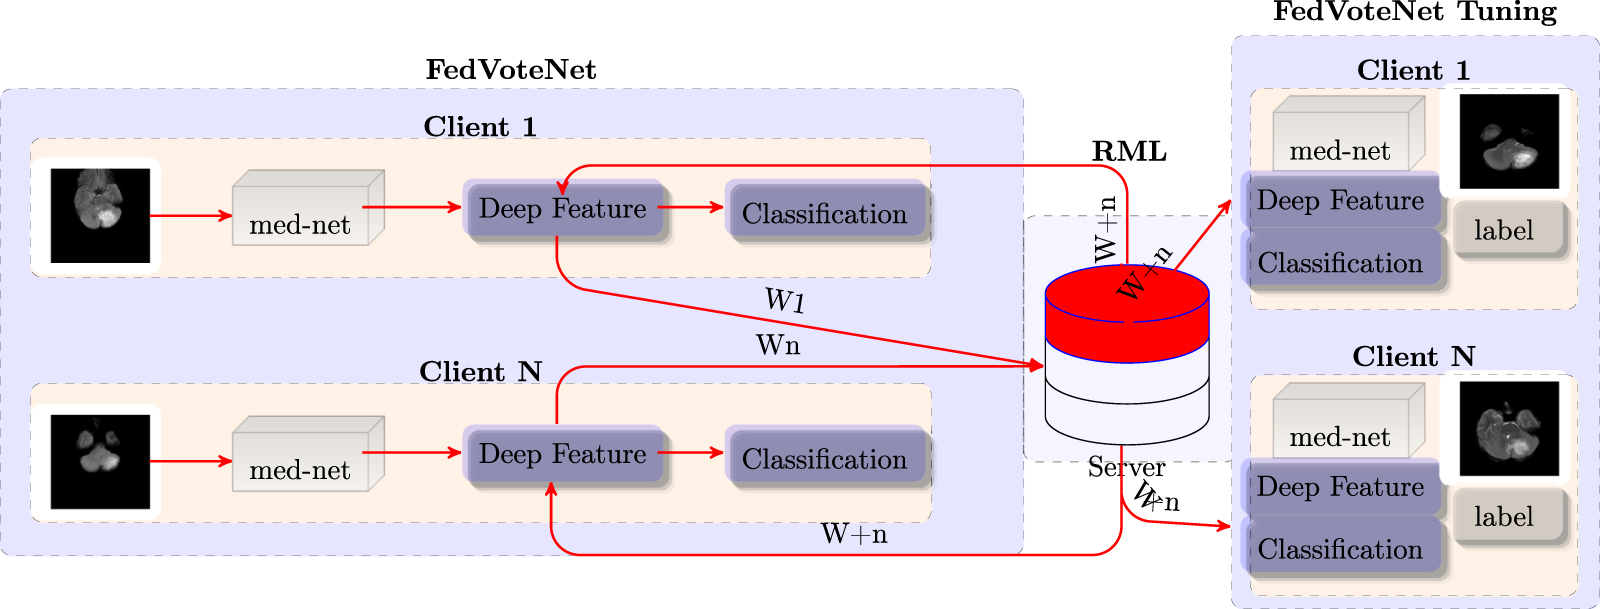 FedVoteNet Tuning
FedVoteNet
Client 1
Client 1
RML
med-net
Deep Feature
Classification
W+n
W+n
med-net
Deep Feature
Classification
label
W1
Wn
Client N
Client N
med-net
Deep Feature
Classification
Server
W+n
med-net
Deep Feature
Classification
label
W+n